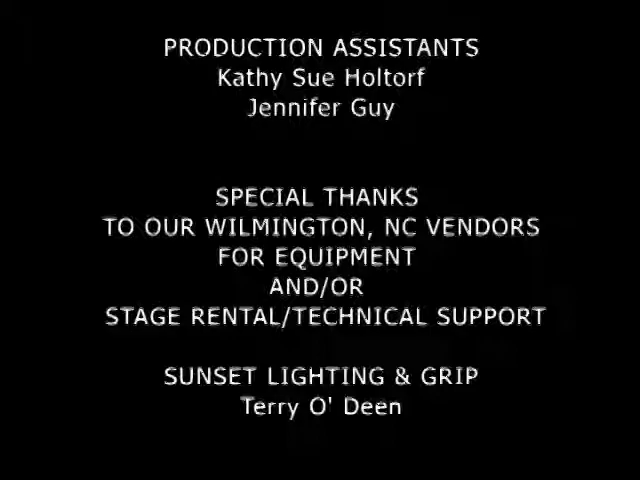 PRODUCTION ASSISTANTS
Kathy Sue Holtorf
Jennifer Guy
SPECIAL THANKS
TO OUR WILMINGTON, NC VENDORS
FOR EQUIPMENT
AND/OR
STAGE RENTAL/TECHNICAL SUPPORT
SUNSET LIGHTING & GRIP
Terry O' Deen